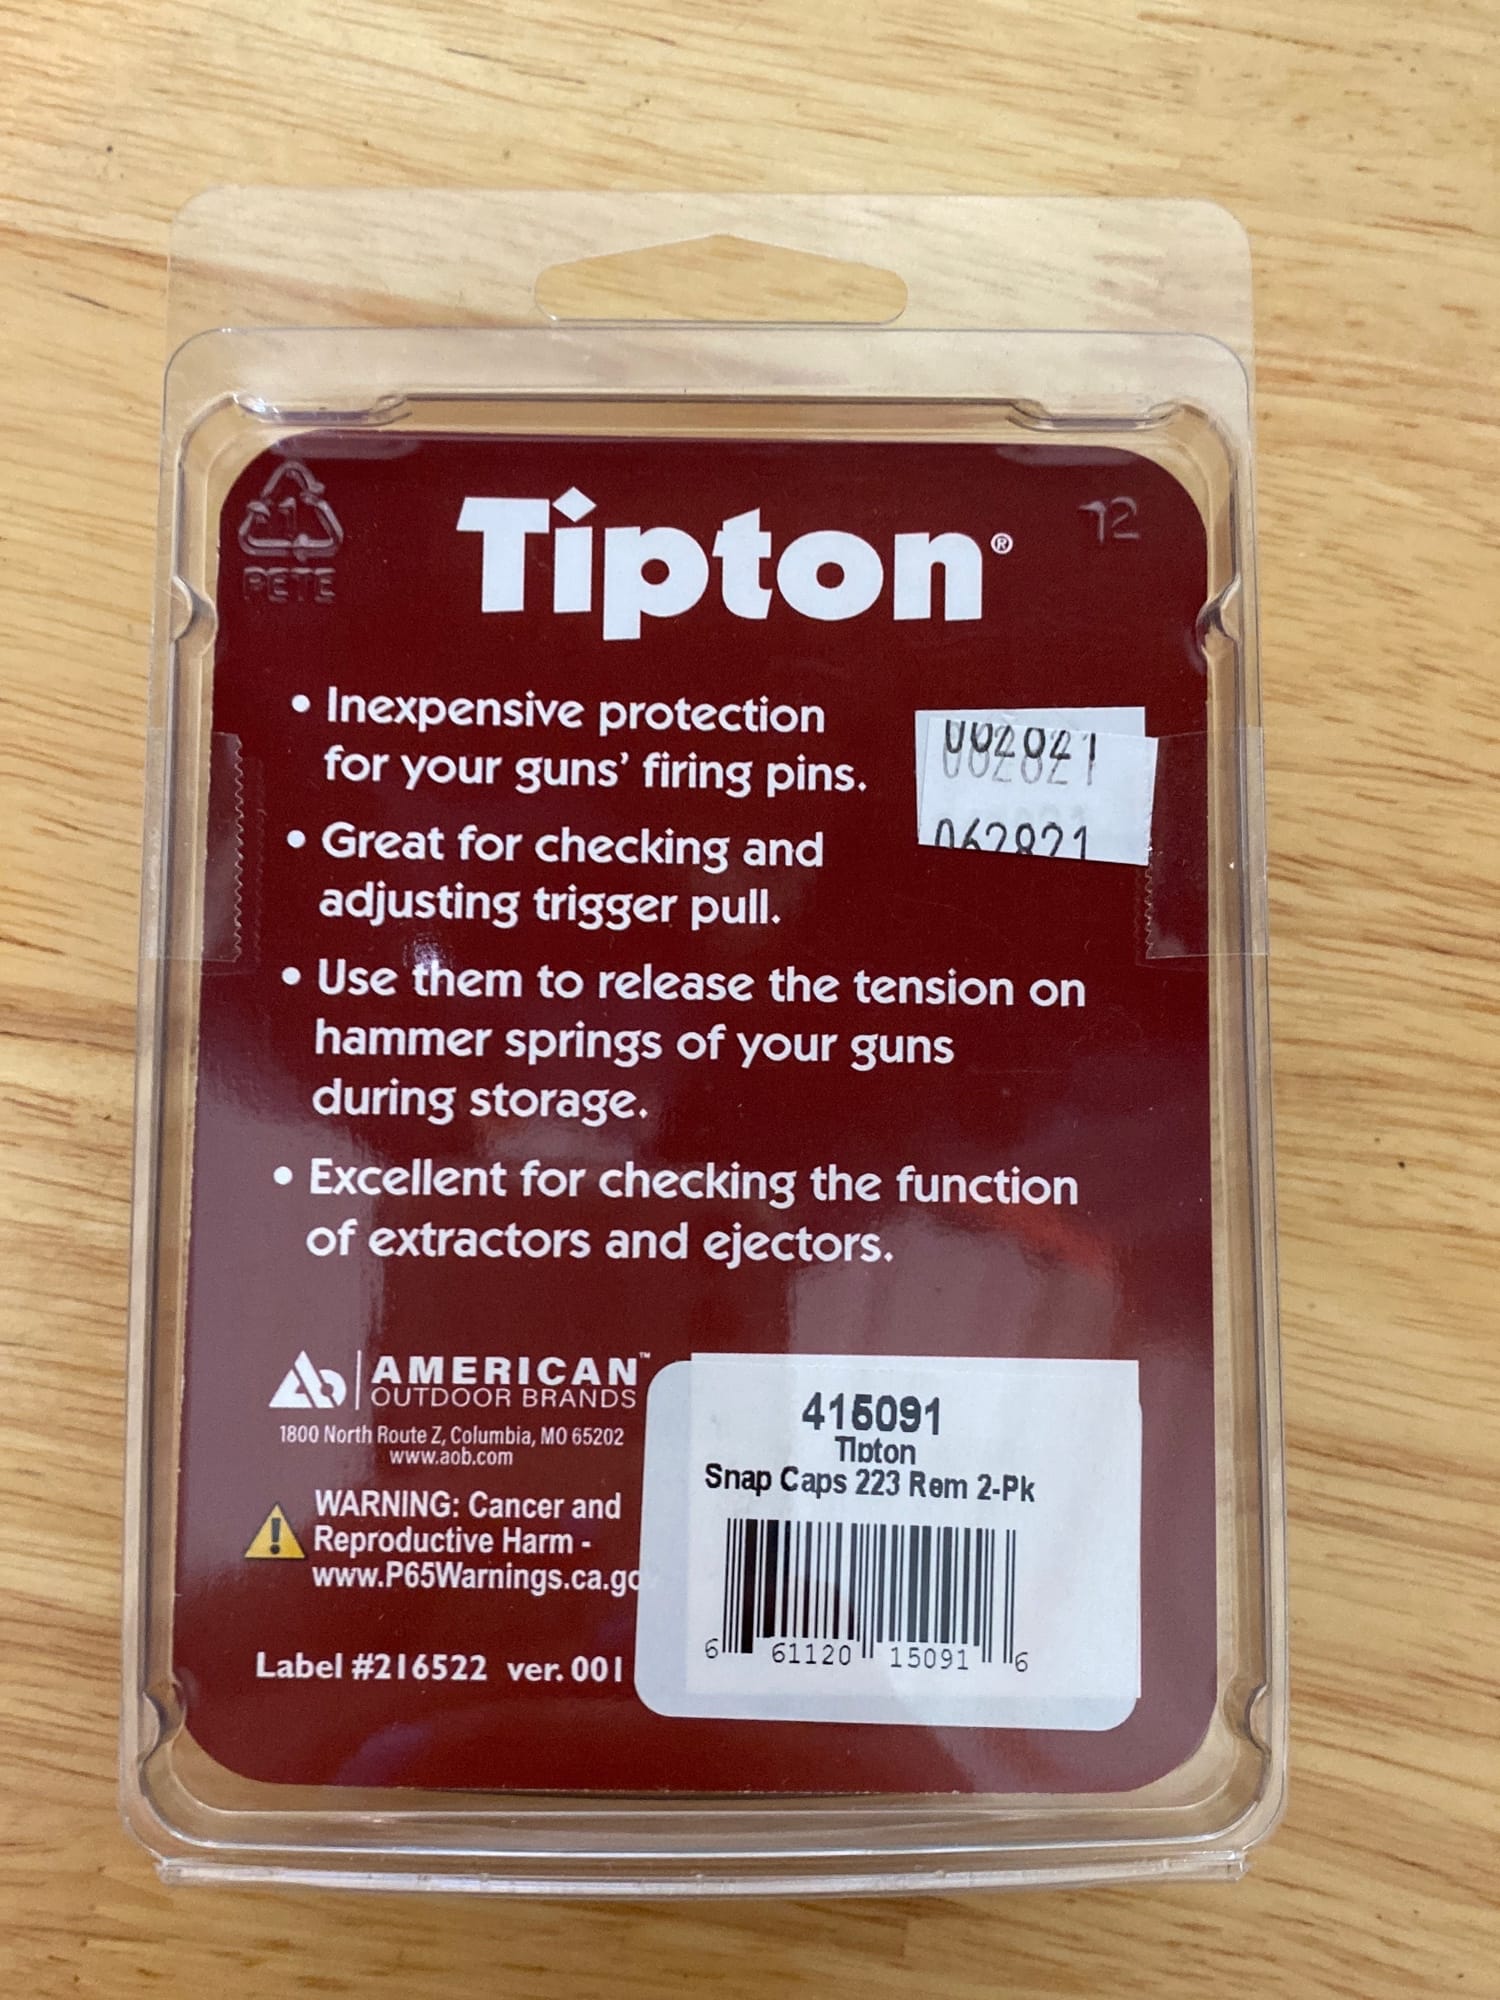 1
PETE
Tipton®
12
• Inexpensive protection
for your guns' firing pins.
062821
062821
• Great for checking and
adjusting trigger pull.
• Use them to release the tension on
hammer springs of your guns
during storage.
• Excellent for checking the function
of extractors and ejectors.
AMERICAN™
OUTDOOR BRANDS
1800 North Route Z, Columbia, MO 65202
www.aob.com
WARNING: Cancer and
Reproductive Harm -
www.P65Warnings.ca.go
Label #216522 ver. 001
415091
Tipton
Snap Caps 223 Rem 2-Pk
6 61120 15091 6